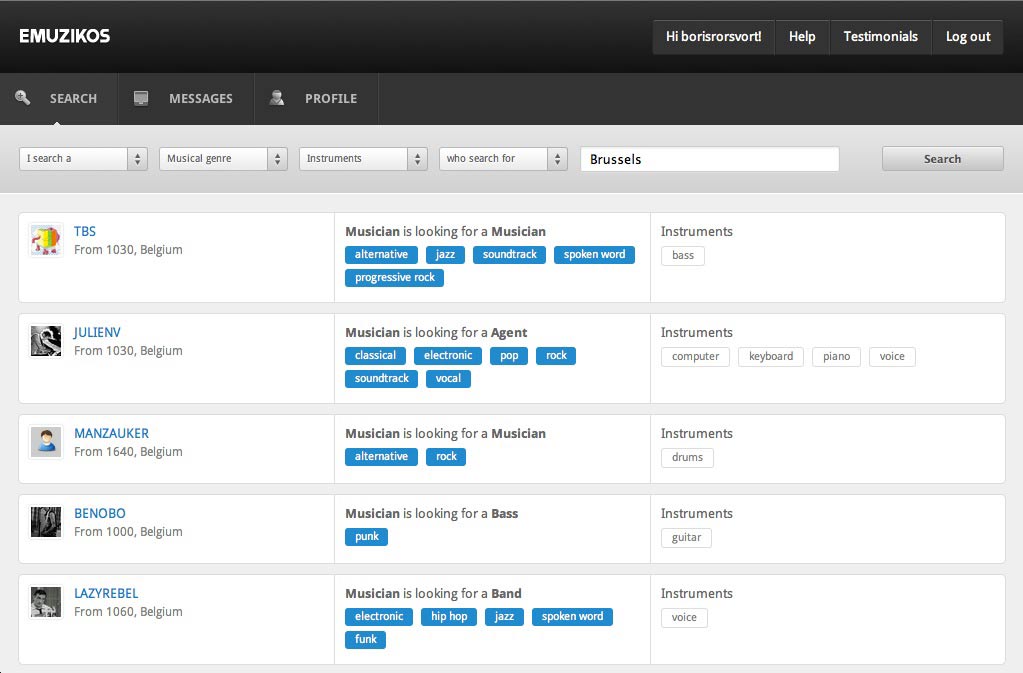 EMUZIKOS
Hi borisrorsvort! Help Testimonials Log out
SEARCH MESSAGES PROFILE
I search a Musical genre Instruments who search for Brussels Search
TBS
From 1030, Belgium
Musician is looking for a Musician
alternative jazz soundtrack spoken word
progressive rock
Instruments
bass
JULIENV
From 1030, Belgium
Musician is looking for a Agent
classical electronic pop rock
soundtrack vocal
Instruments
computer keyboard piano voice
MANZAUKER
From 1640, Belgium
Musician is looking for a Musician
alternative rock
Instruments
drums
BENOBO
From 1000, Belgium
Musician is looking for a Bass
punk
Instruments
guitar
LAZYREBEL
From 1060, Belgium
Musician is looking for a Band
electronic hip hop jazz spoken word
funk
Instruments
voice